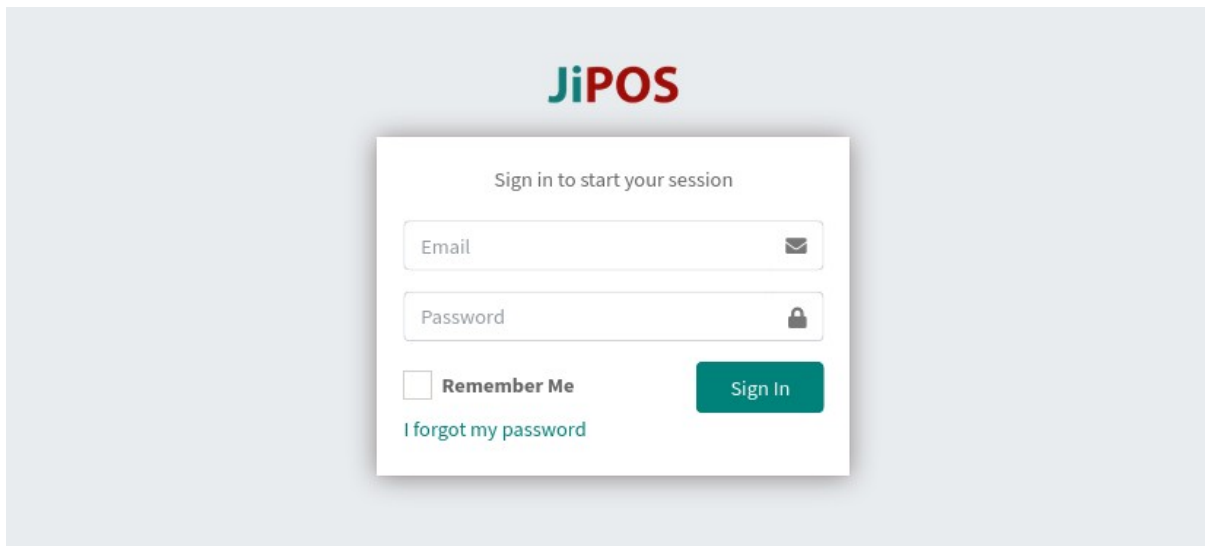 JiPOS
Sign in to start your session
Email
Password
Remember Me
Sign In
I forgot my password